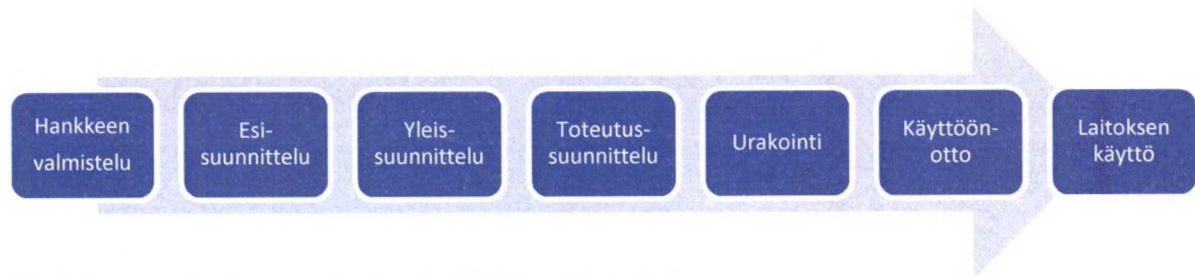 Hankkeen
valmistelu
Esi-
suunnittelu
Yleis-
suunnittelu
Toteutus-
suunnittelu
Urakointi
Käyttöön-
otto
Laitoksen
käyttö